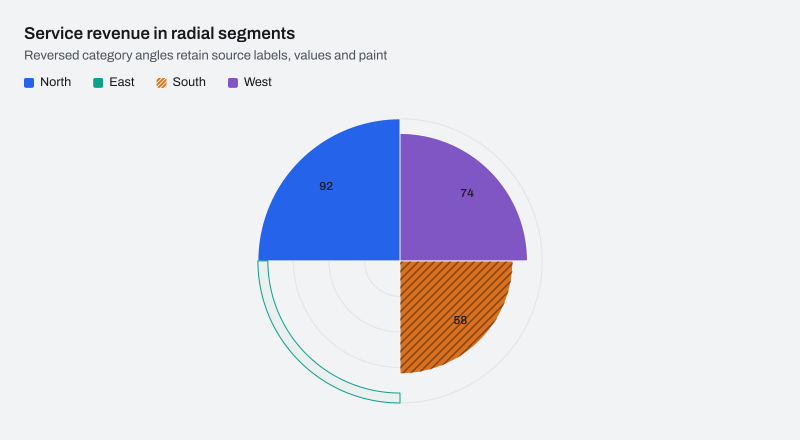 Service revenue in radial segments
Reversed category angles retain source labels, values and paint
North East South West
92
74
58